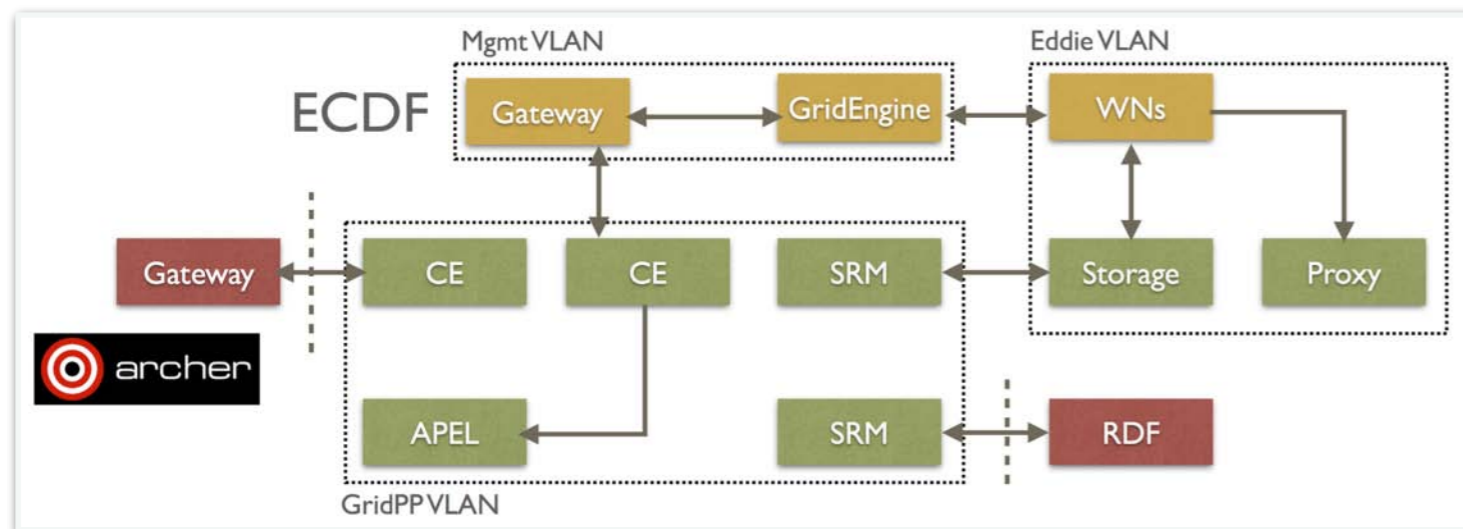 Mgmt VLAN
Eddie VLAN
ECDF
Gateway
GridEngine
WNs
Gateway
CE
CE
SRM
Storage
Proxy
archer
APEL
SRM
RDF
GridPP VLAN